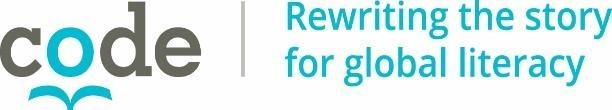 code
Rewriting the story
for global literacy